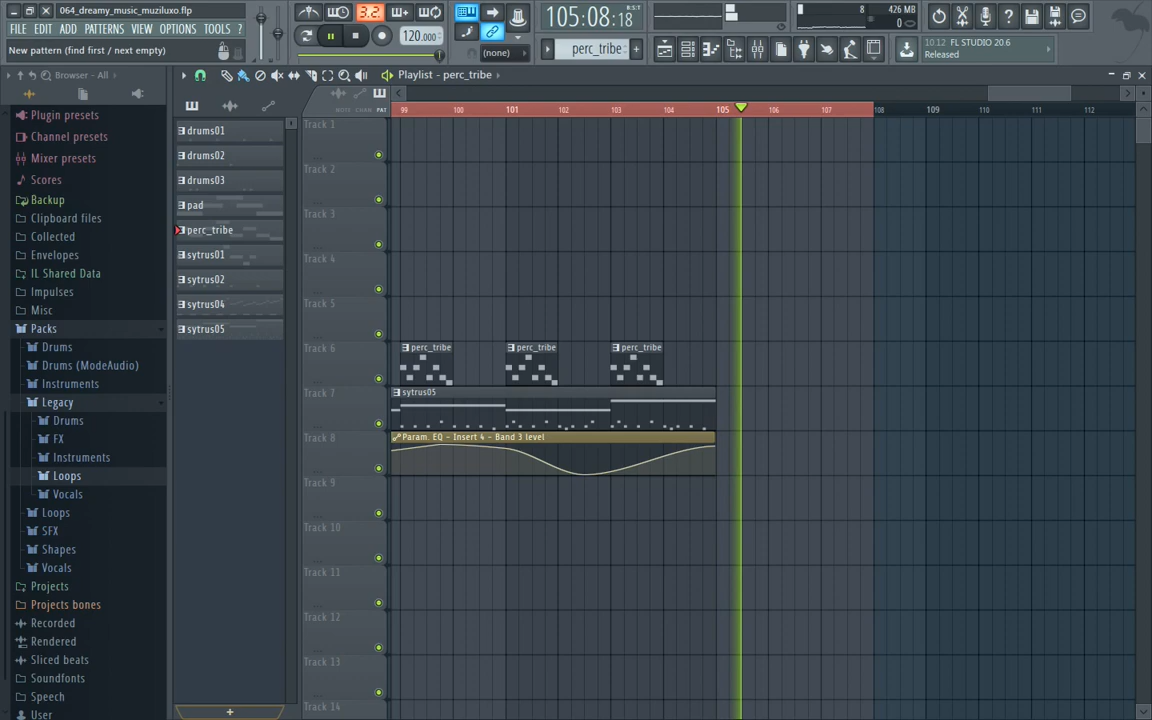 064_dreamy_music_muziluxo.flp
FILE EDIT ADD PATTERNS VIEW OPTIONS TOOLS ?
New pattern (find first / next empty)
3.2
120.000
(none)
105:08:18
B:S:T
perc_tribe
8
426 MB
0
10:12 FL STUDIO 20.6
Released
Browser - All
Playlist - perc_tribe
NOTE CHAN PAT
99 100 101 102 103 104 105 106 107 108 109 110 111 112
Plugin presets
Channel presets
Mixer presets
Scores
Backup
Clipboard files
Collected
Envelopes
IL Shared Data
Impulses
Misc
Packs
Drums
Drums (ModeAudio)
Instruments
Legacy
Drums
FX
Instruments
Loops
Vocals
Loops
SFX
Shapes
Vocals
Projects
Projects bones
Recorded
Rendered
Sliced beats
Soundfonts
Speech
User
drums01
drums02
drums03
pad
perc_tribe
sytrus01
sytrus02
sytrus04
sytrus05
+
Track 1
Track 2
Track 3
Track 4
Track 5
Track 6
perc_tribe perc_tribe perc_tribe
Track 7
sytrus05
Track 8
Param. EQ - Insert 4 - Band 3 level
Track 9
Track 10
Track 11
Track 12
Track 13
Track 14